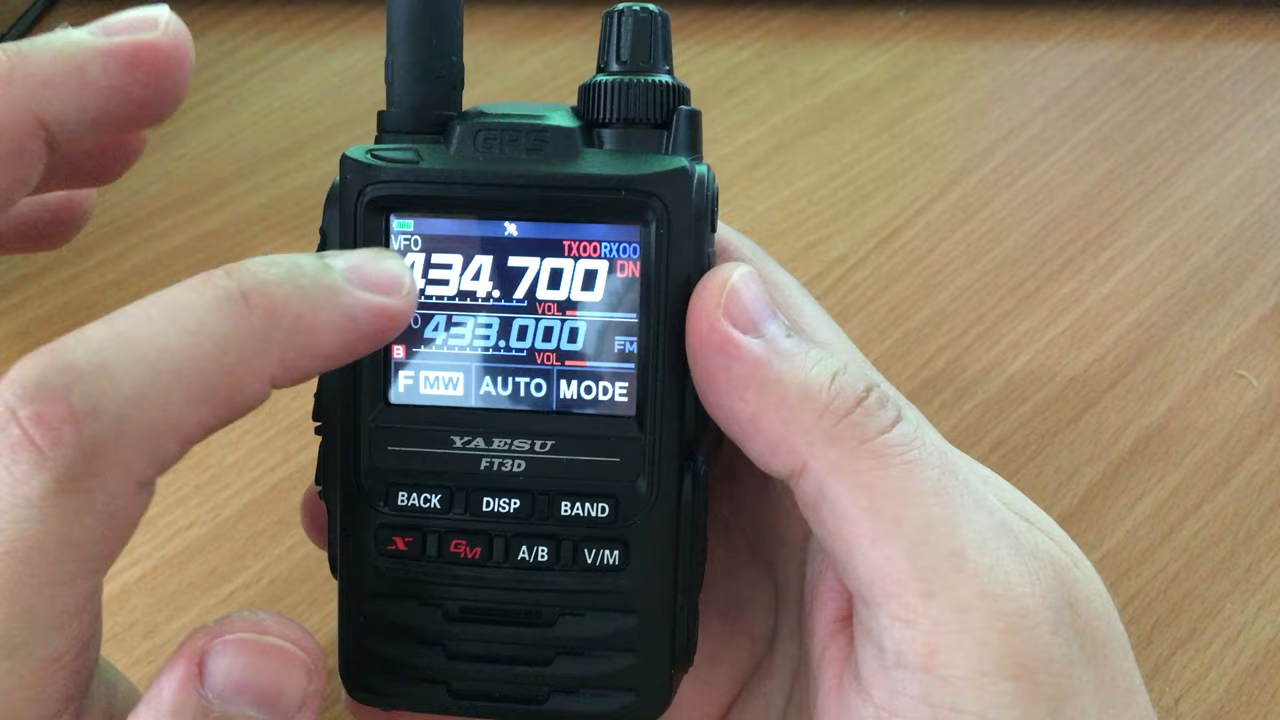 GPS
VFO
TX00RX00
434.700 DN
VOL
433.000 FM
B
VOL
F MW AUTO MODE
YAESU
FT3D
BACK DISP BAND
X GM A/B V/M